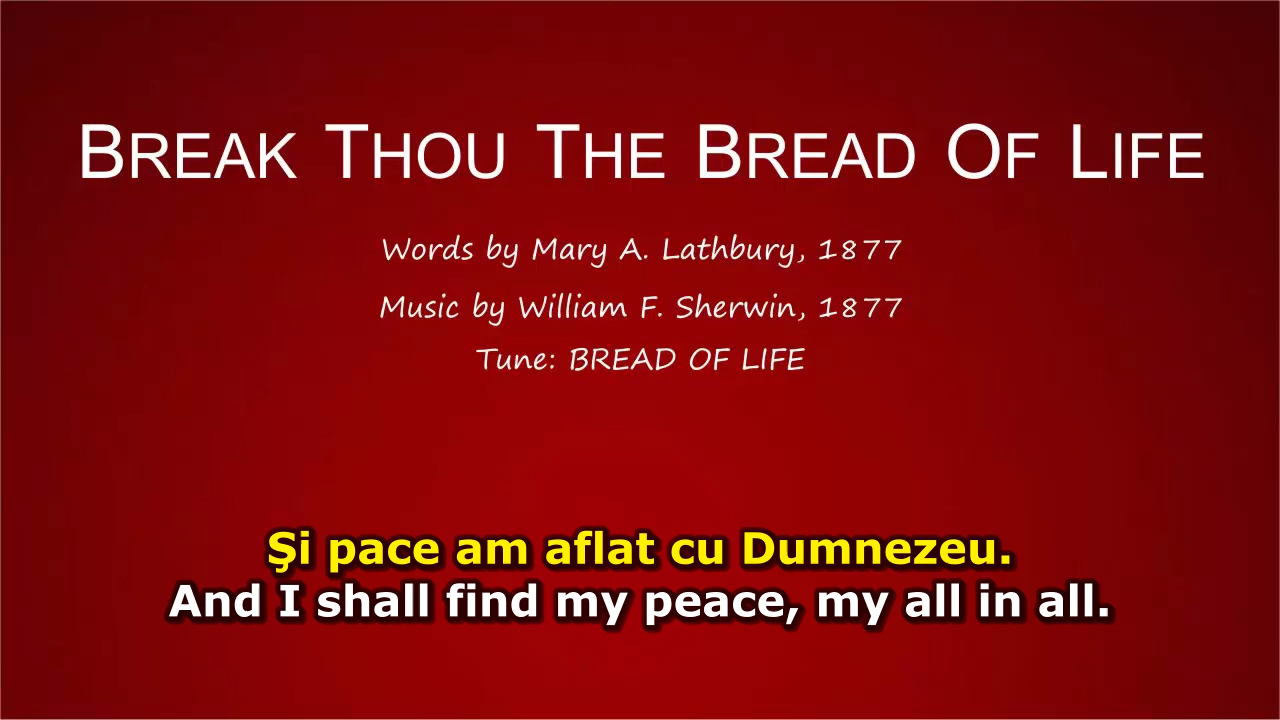 BREAK THOU THE BREAD OF LIFE
Words by Mary A. Lathbury, 1877
Music by William F. Sherwin, 1877
Tune: BREAD OF LIFE
Şi pace am aflat cu Dumnezeu.
And I shall find my peace, my all in all.